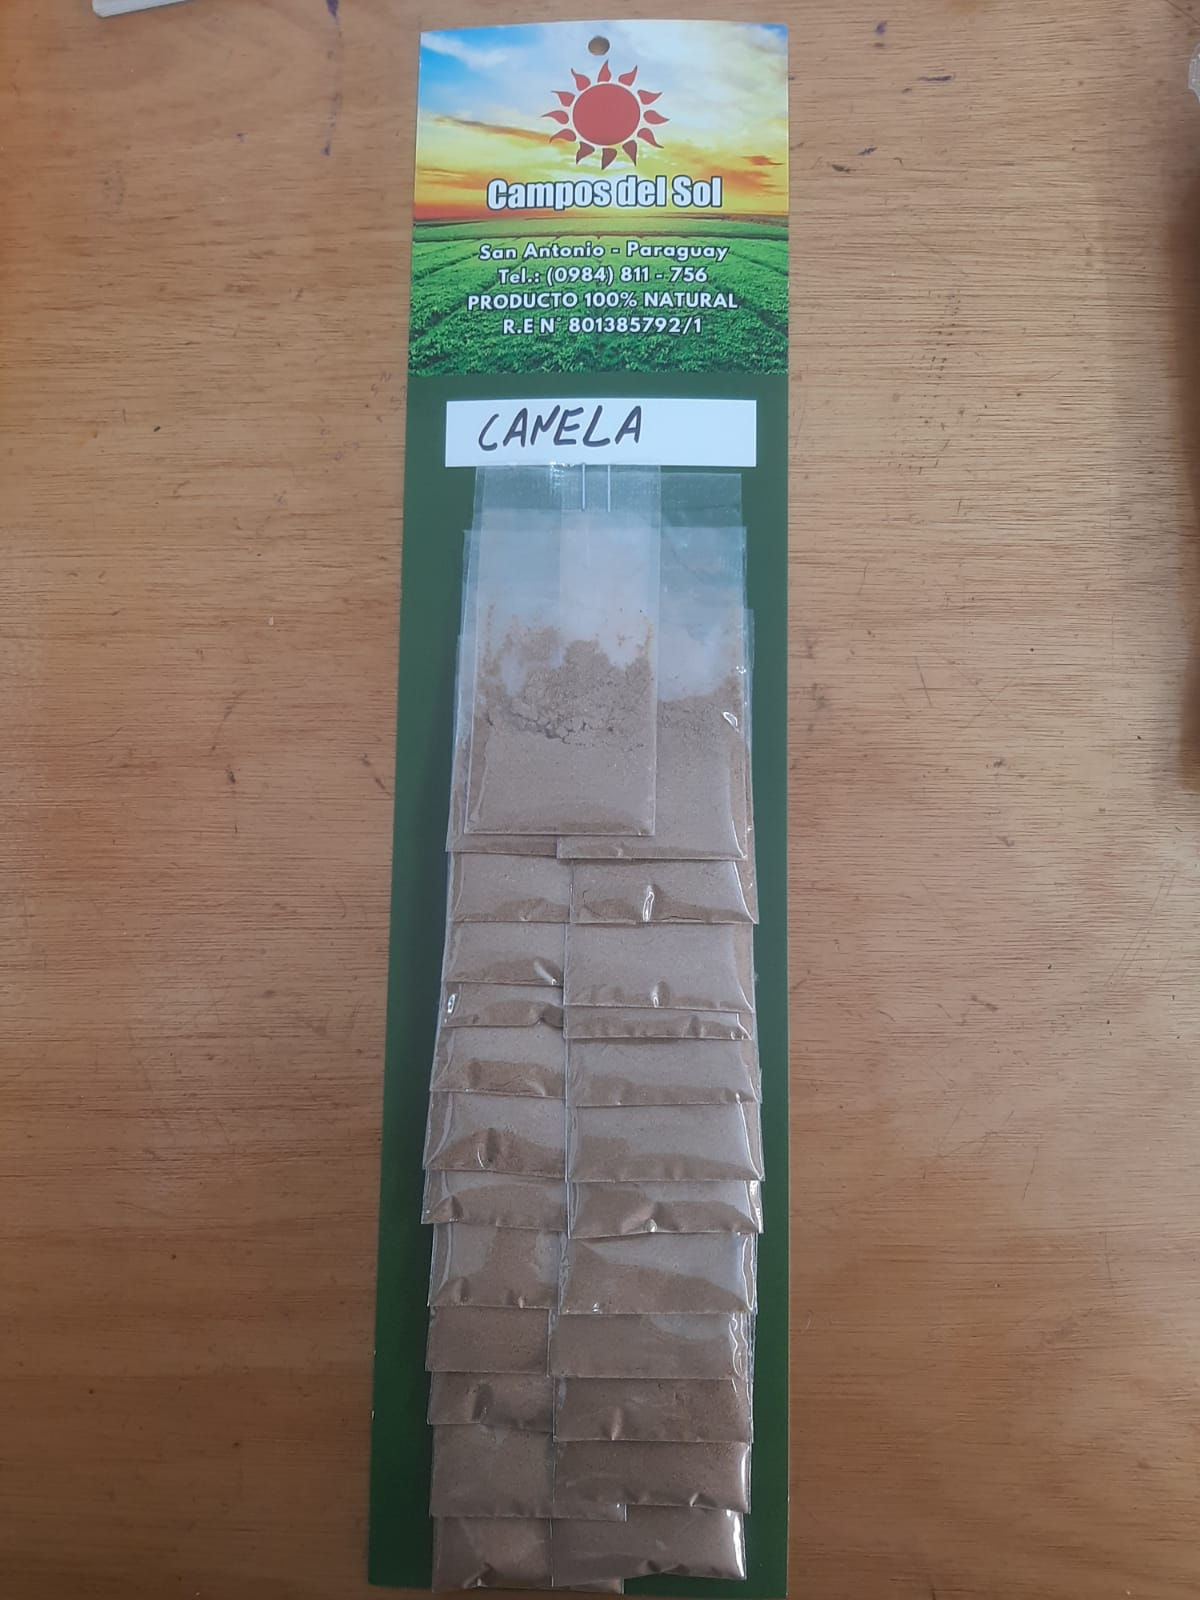 Campos del Sol
San Antonio - Paraguay
Tel.: (0984) 811 - 756
PRODUCTO 100% NATURAL
R.E N° 801385792/1
CANELA